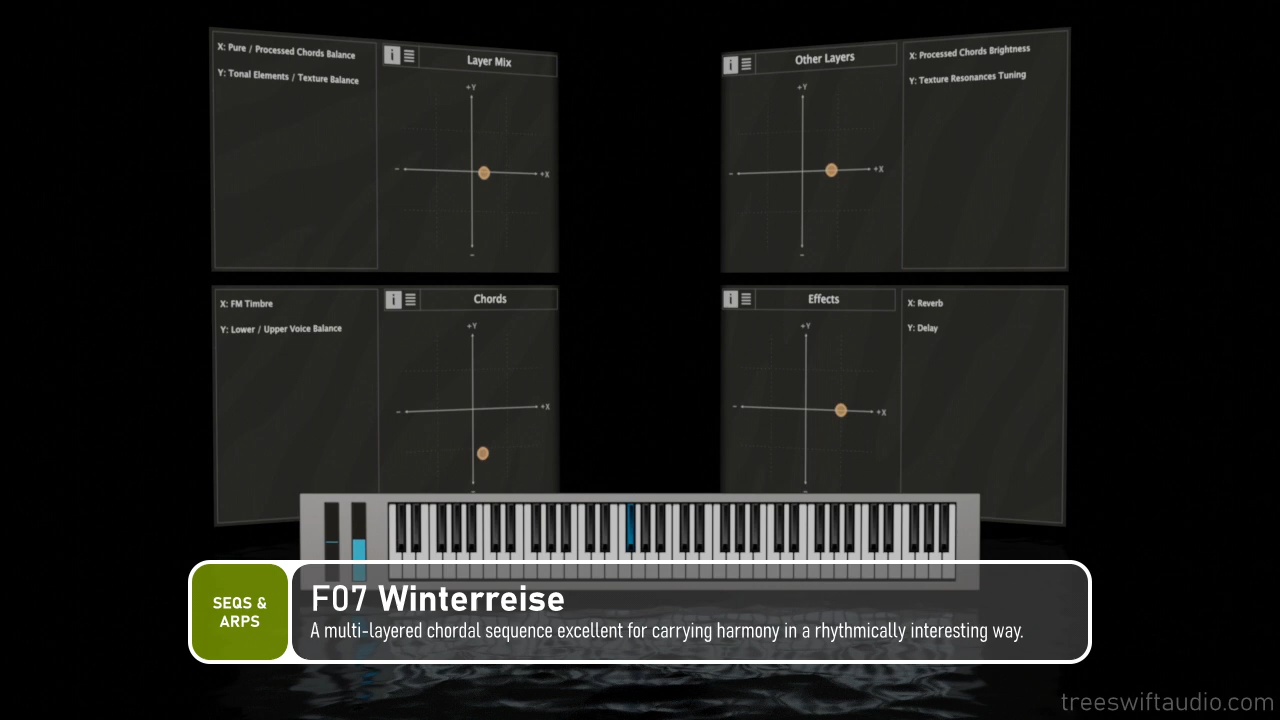 X: Pure / Processed Chords Balance
Y: Tonal Elements / Texture Balance
i
Layer Mix
+Y
-
+X
-
i
Other Layers
+Y
-
+X
-
X: Processed Chords Brightness
Y: Texture Resonances Tuning
X: FM Timbre
Y: Lower / Upper Voice Balance
i
Chords
+Y
-
+X
-
i
Effects
+Y
-
+X
-
X: Reverb
Y: Delay
SEQS &
ARPS
F07 Winterreise
A multi-layered chordal sequence excellent for carrying harmony in a rhythmically interesting way.
treeswiftaudio.com